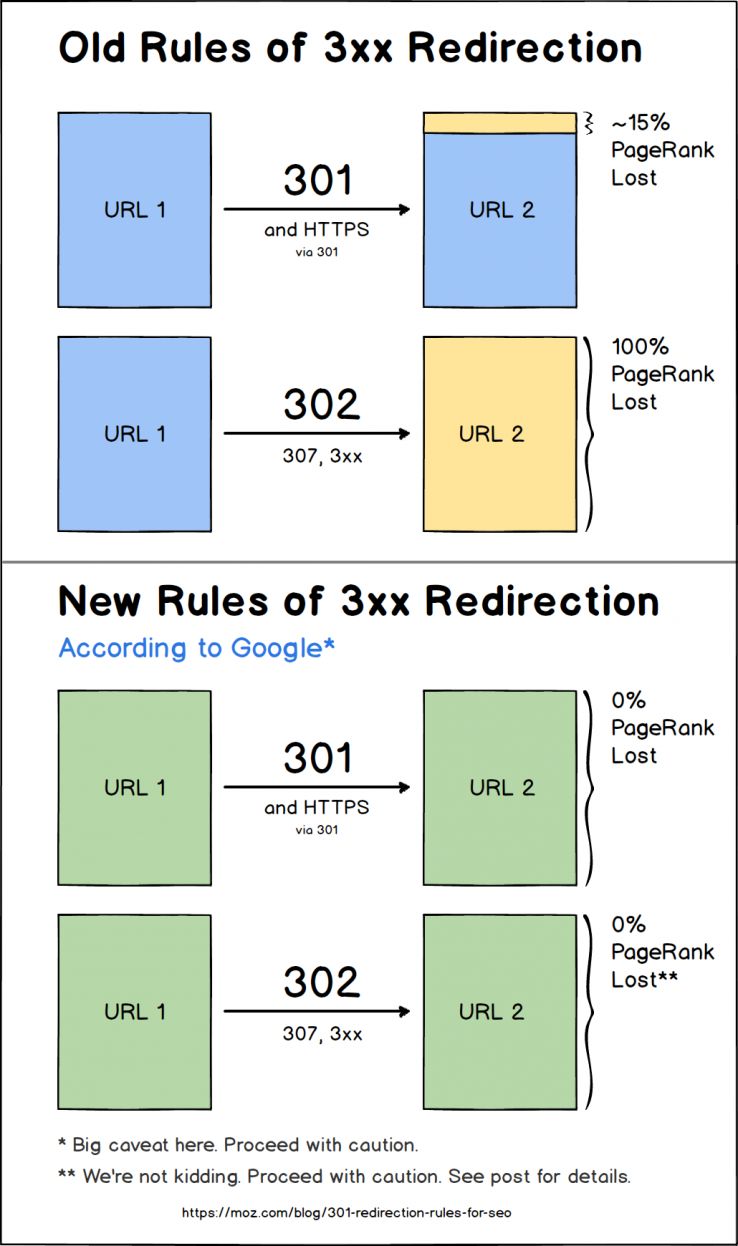 Old Rules of 3xx Redirection
URL 1
301
and HTTPS
via 301
URL 2
~15%
PageRank
Lost
URL 1
302
307, 3xx
URL 2
100%
PageRank
Lost
New Rules of 3xx Redirection
According to Google*
URL 1
301
and HTTPS
via 301
URL 2
0%
PageRank
Lost
URL 1
302
307, 3xx
URL 2
0%
PageRank
Lost**
* Big caveat here. Proceed with caution.
** We're not kidding. Proceed with caution. See post for details.
https://moz.com/blog/301-redirection-rules-for-seo